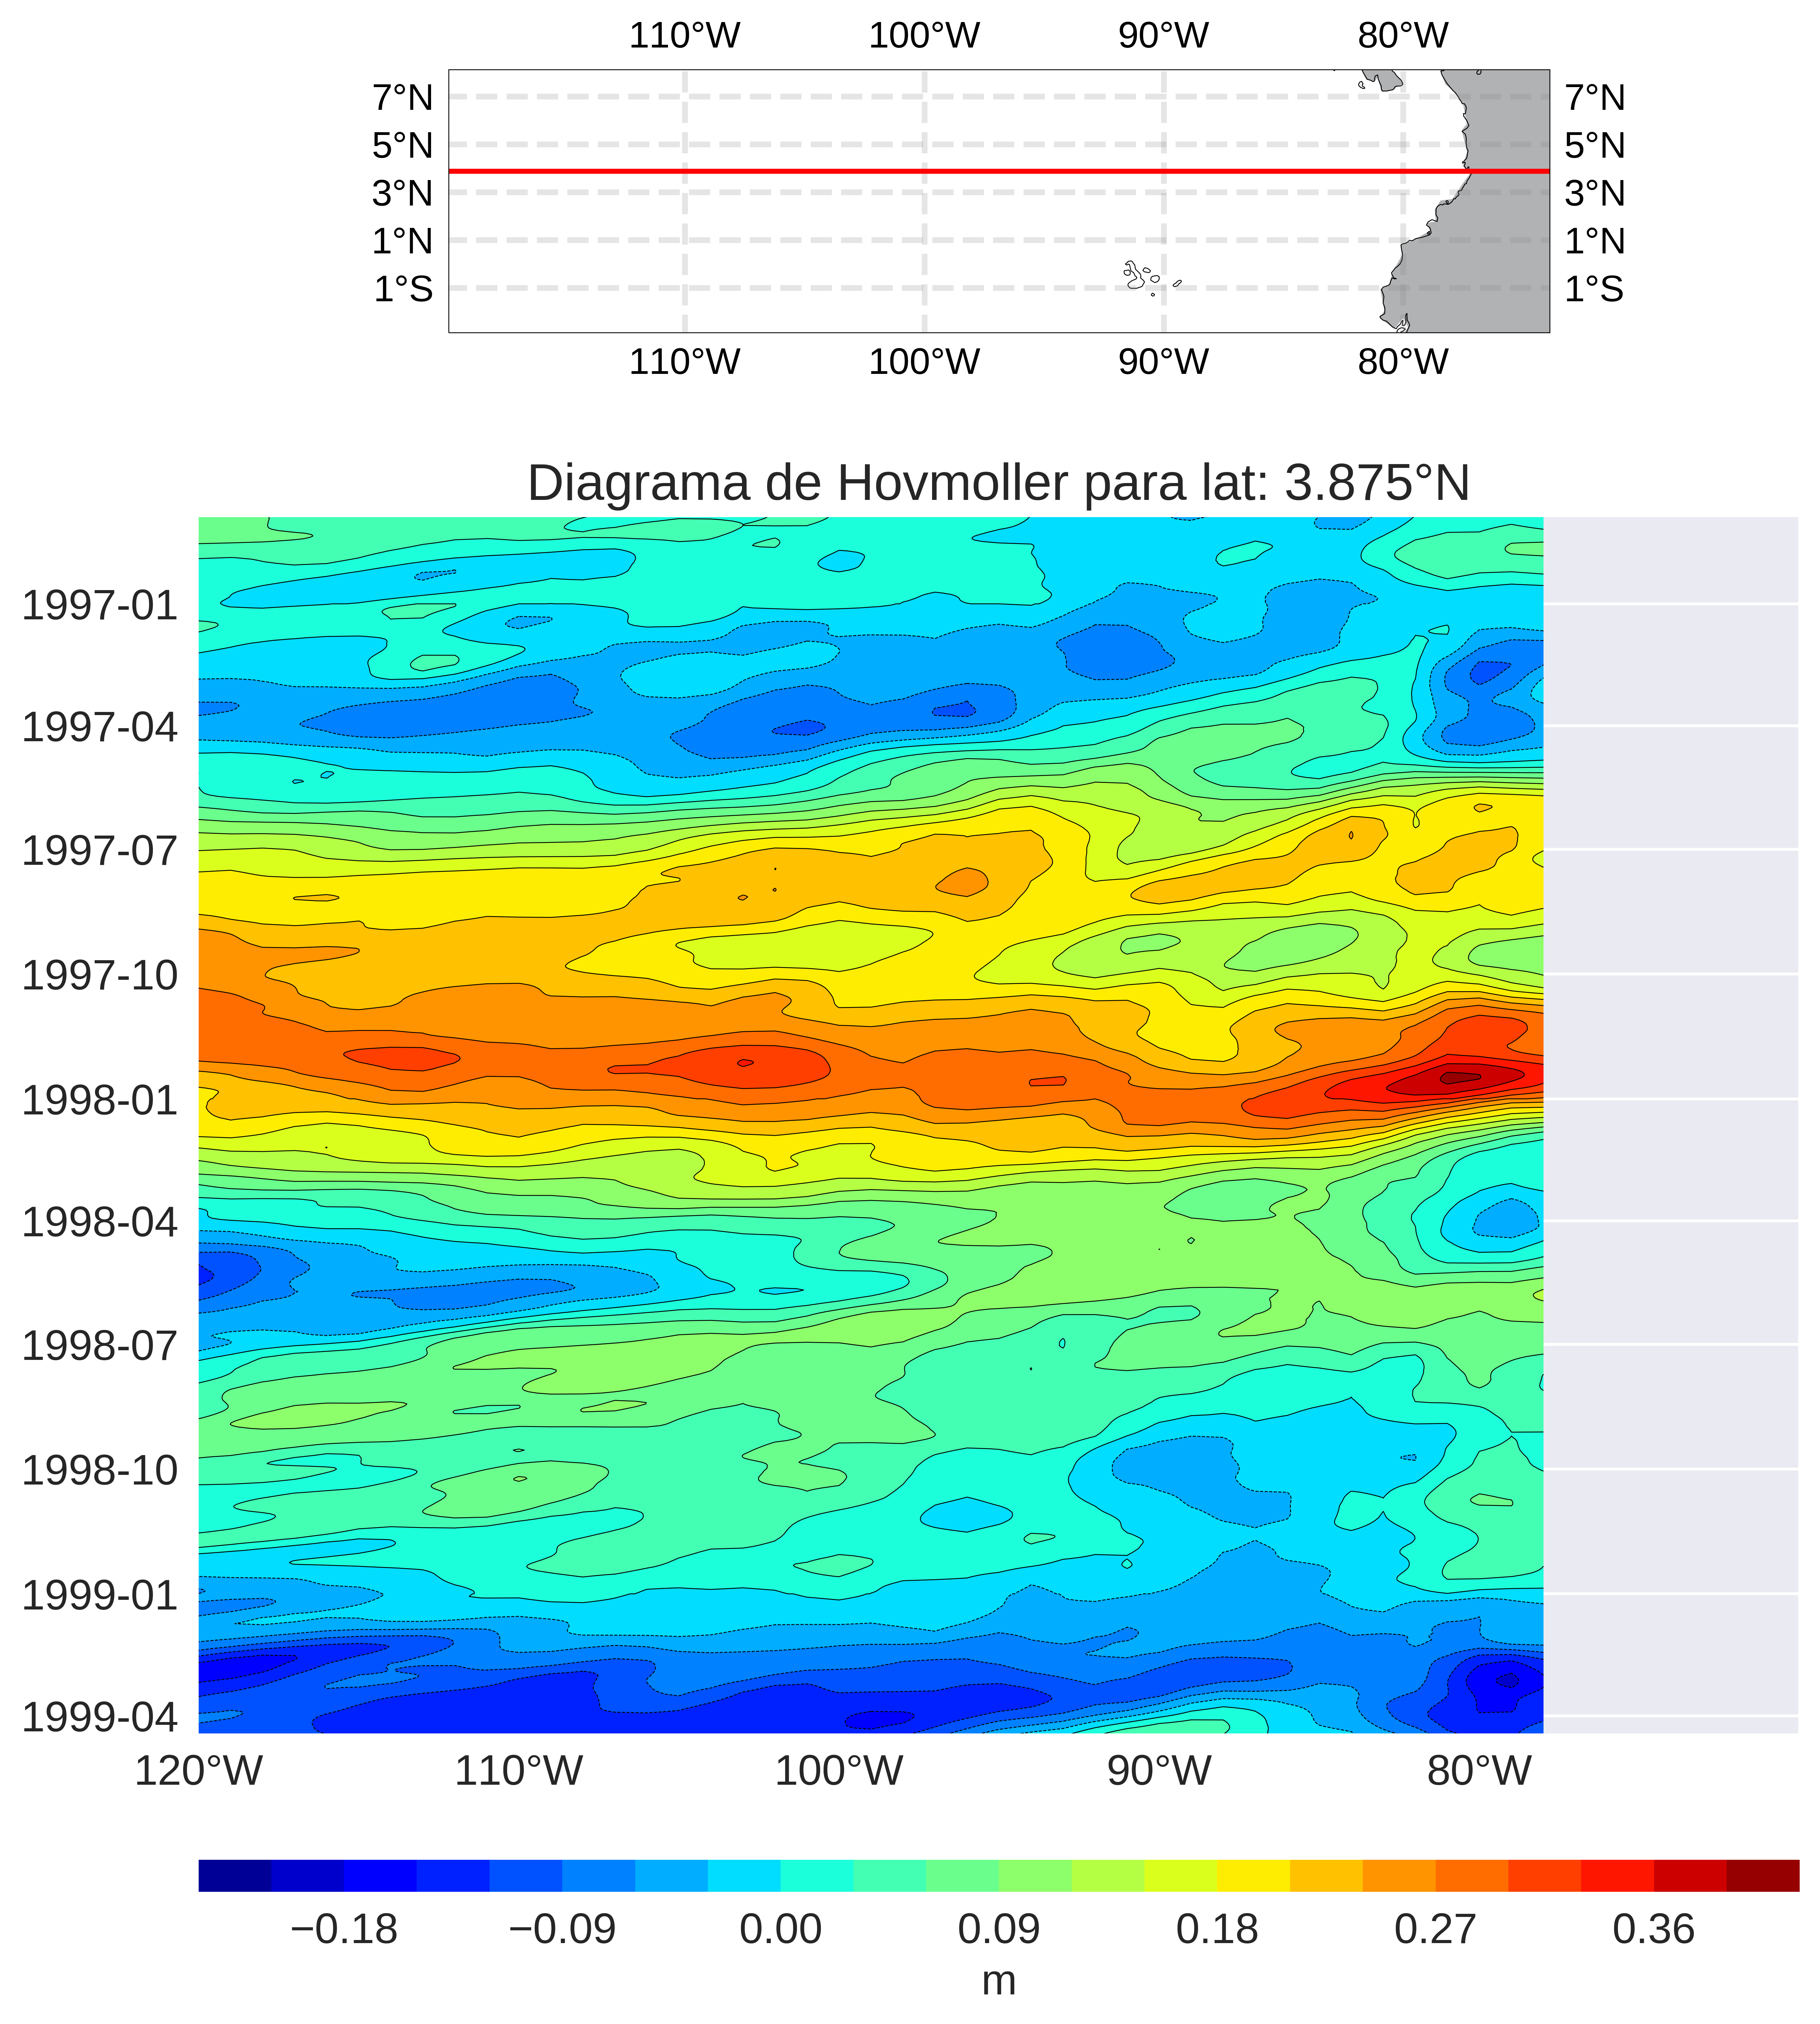 110°W 100°W 90°W 80°W
7°N 7°N
5°N 5°N
3°N 3°N
1°N 1°N
1°S 1°S
110°W 100°W 90°W 80°W
Diagrama de Hovmoller para lat: 3.875°N
1997-01
1997-04
1997-07
1997-10
1998-01
1998-04
1998-07
1998-10
1999-01
1999-04
120°W 110°W 100°W 90°W 80°W
−0.18 −0.09 0.00 0.09 0.18 0.27 0.36
m